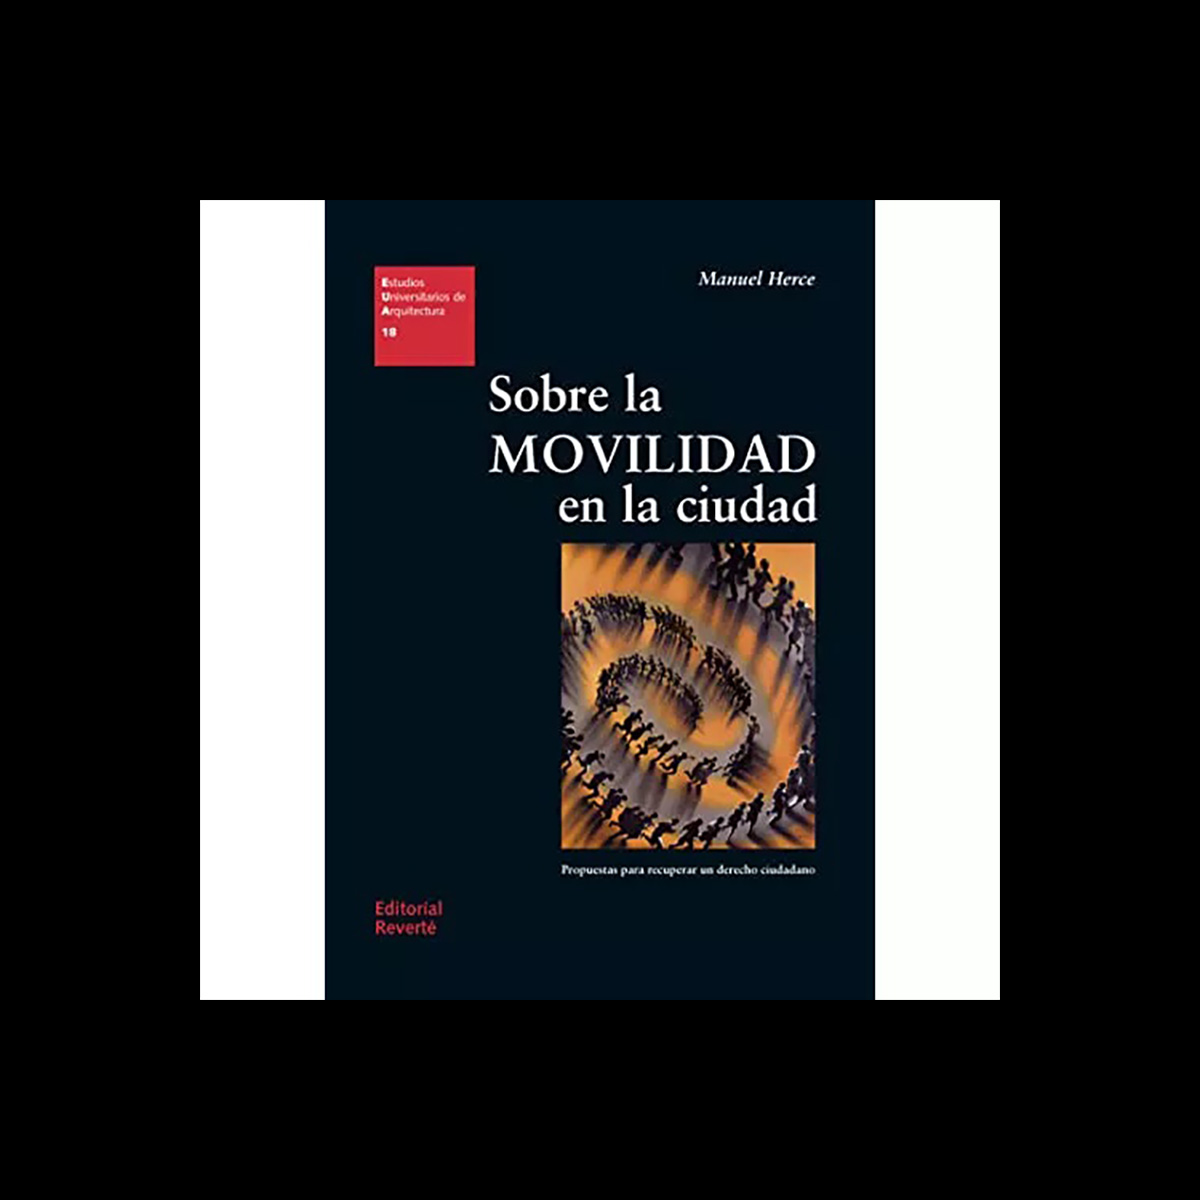 Estudios
Universitarios de
Arquitectura
18
Manuel Herce
Sobre la
MOVILIDAD
en la ciudad
Propuestas para recuperar un derecho ciudadano
Editorial
Reverté